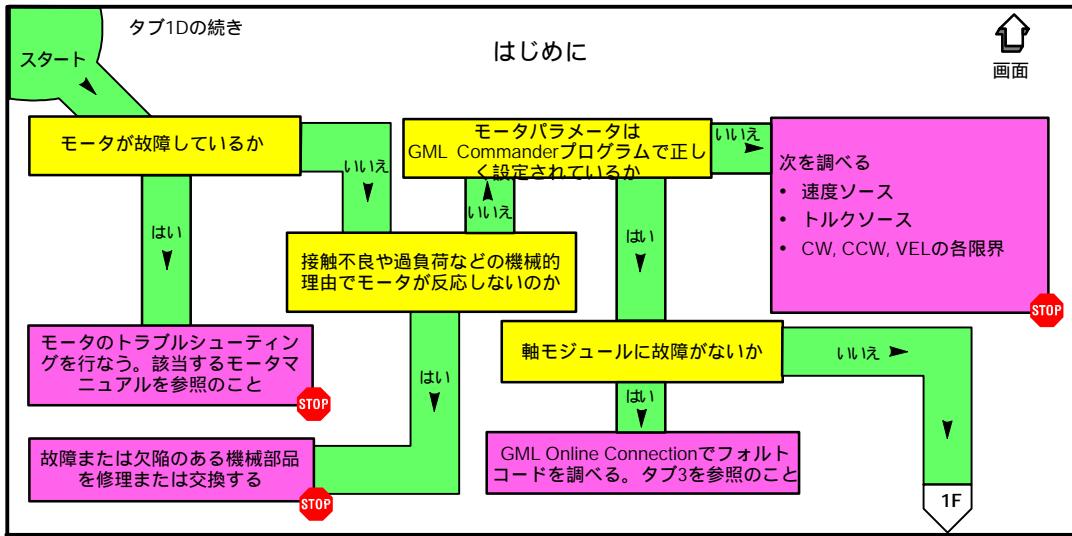 タブ1Dの続き
はじめに
画面
スタート
モータが故障しているか
いいえ
はい
モータのトラブルシューティン
グを行なう。該当するモータマ
ニュアルを参照のこと
STOP
接触不良や過負荷などの機械的
理由でモータが反応しないのか
いいえ
はい
故障または欠陥のある機械部品
を修理または交換する
STOP
モータパラメータは
GML Commanderプログラムで正し
く設定されているか
いいえ
はい
次を調べる
• 速度ソース
• トルクソース
• CW, CCW, VELの各限界
STOP
軸モジュールに故障がないか
いいえ
はい
GML Online Connectionでフォルト
コードを調べる。タブ3を参照のこと
1F